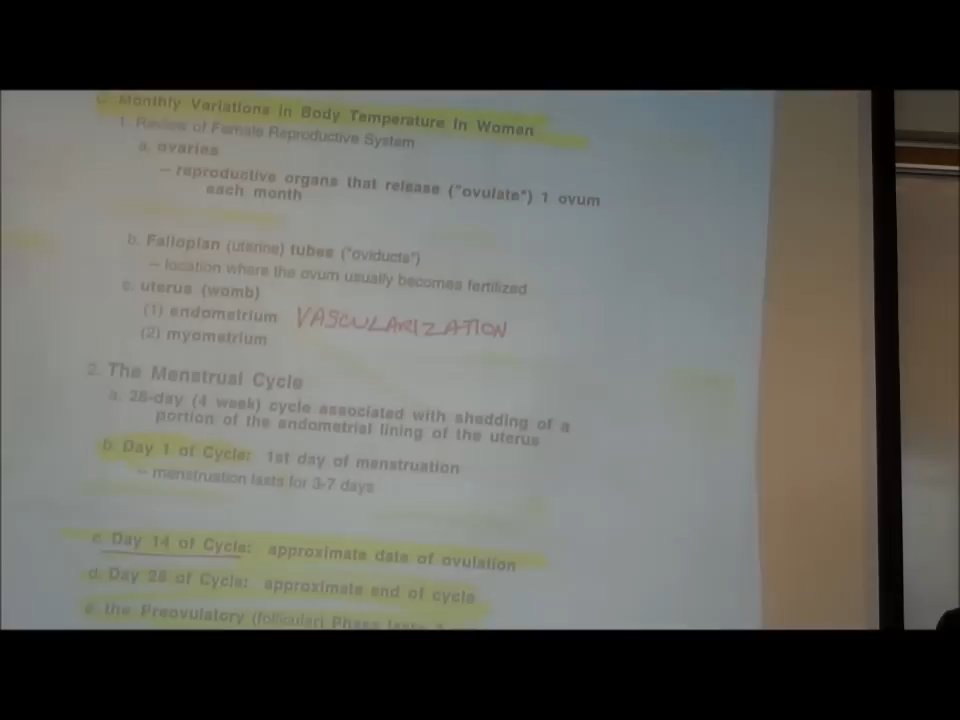 Monthly Variations in Body Temperature in Women
1. Review of Female Reproductive System
a. ovaries
-- reproductive organs that release ("ovulate") 1 ovum
each month
b. Fallopian (uterine) tubes ("oviducts")
-- location where the ovum usually becomes fertilized
c. uterus (womb)
(1) endometrium VASCULARIZATION
(2) myometrium
2. The Menstrual Cycle
a. 28-day (4 week) cycle associated with shedding of a
portion of the endometrial lining of the uterus
b. Day 1 of Cycle: 1st day of menstruation
-- menstruation lasts for 3-7 days
c. Day 14 of Cycle: approximate date of ovulation
d. Day 28 of Cycle: approximate end of cycle
e. the Preovulatory (follicular) Phase lasts